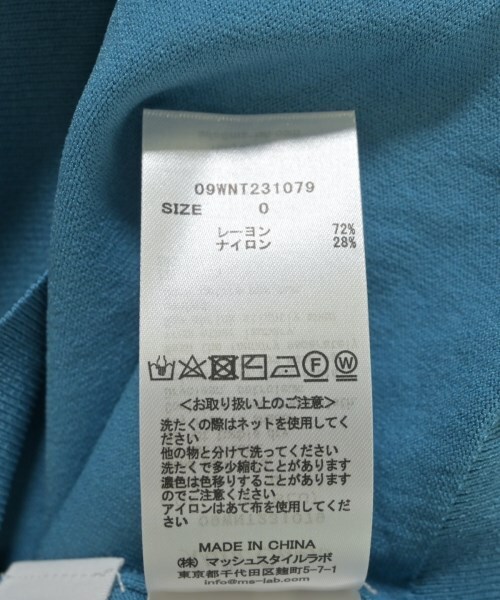 09WNT231079
SIZE 0
レーヨン 72%
ナイロン 28%
F W
<お取り扱い上のご注意>
洗たくの際はネットを使用してく
ださい
他の物と分けて洗ってください
洗たくで多少縮むことがあります
濃色は色移りすることがあります
のでご注意ください
アイロンはあて布を使用してくだ
さい
MADE IN CHINA
(株) マッシュスタイルラボ
東京都千代田区麹町5-7-1
info@ms-lab.com